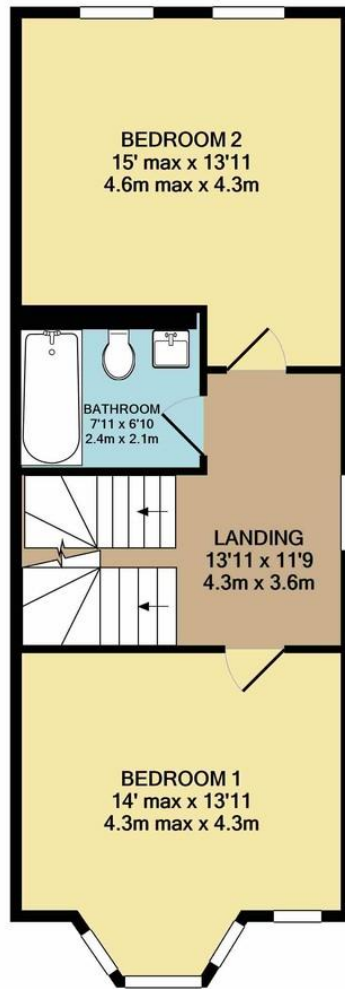 BEDROOM 2
15' max x 13'11
4.6m max x 4.3m
BATHROOM
7'11 x 6'10
2.4m x 2.1m
LANDING
13'11 x 11'9
4.3m x 3.6m
BEDROOM 1
14' max x 13'11
4.3m max x 4.3m